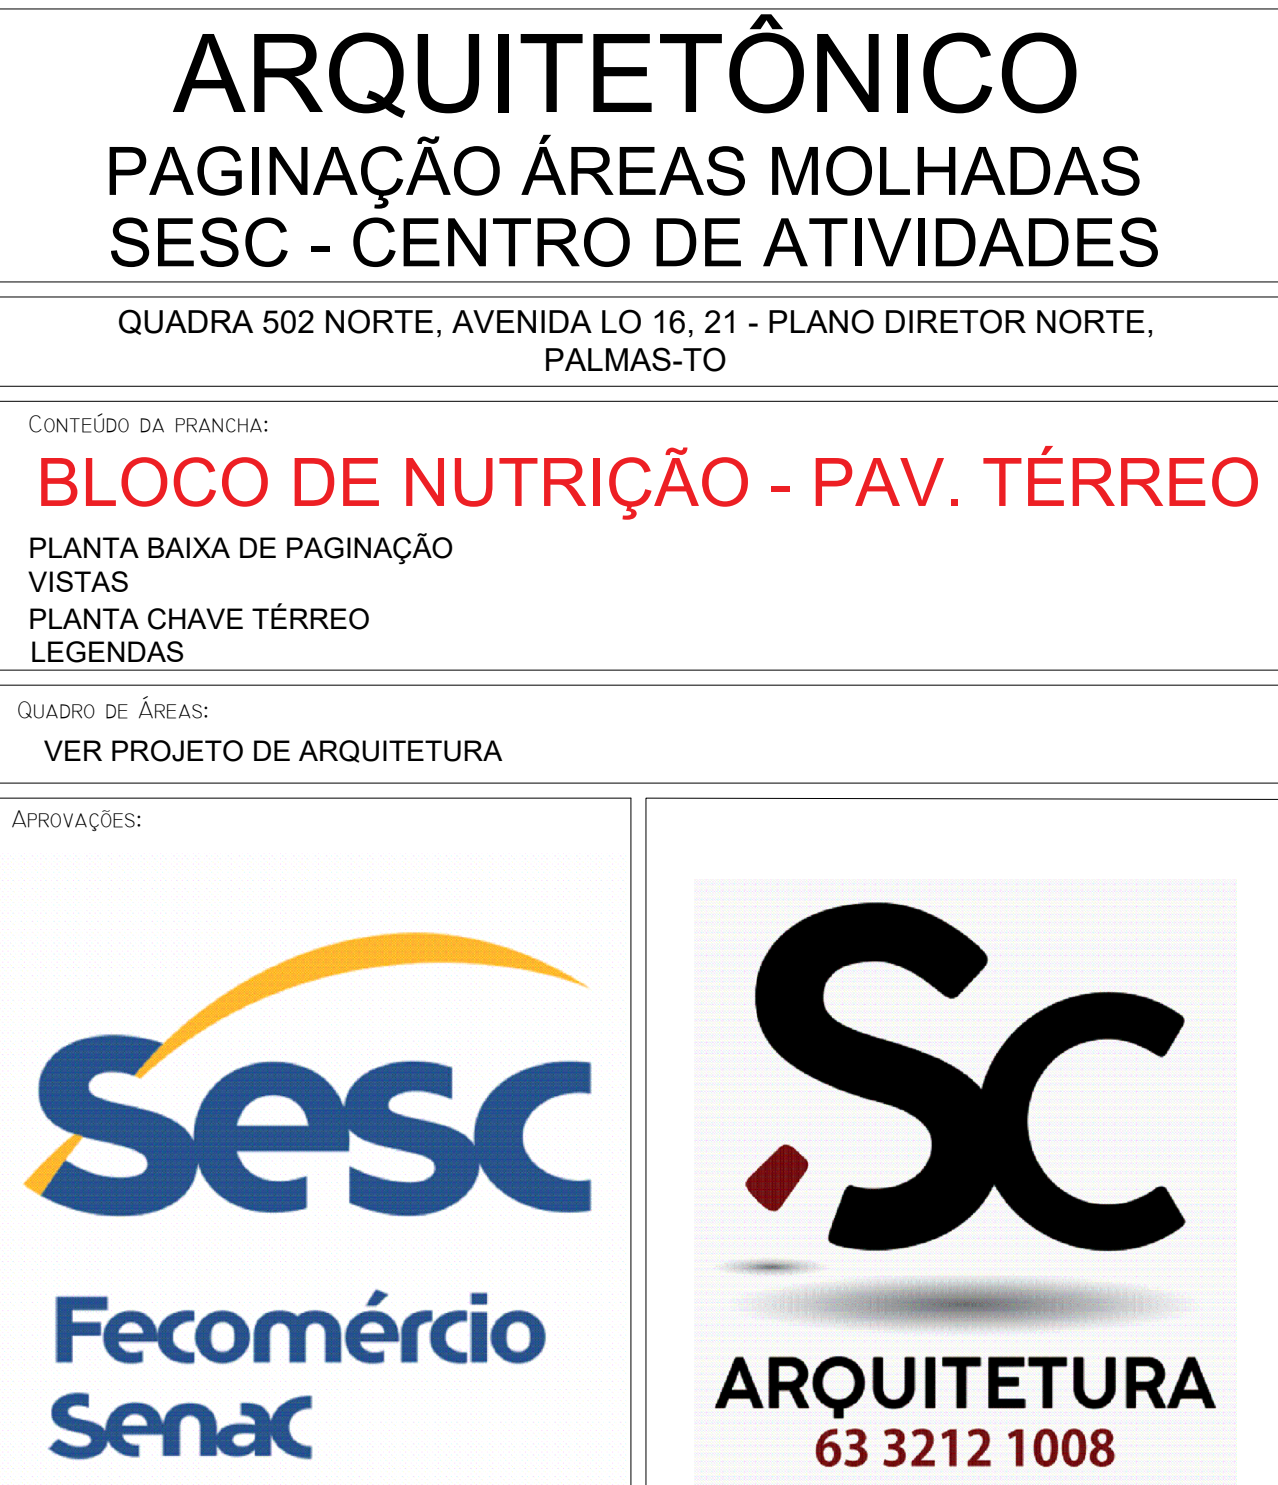 ARQUITETÔNICO
PAGINAÇÃO ÁREAS MOLHADAS
SESC - CENTRO DE ATIVIDADES
QUADRA 502 NORTE, AVENIDA LO 16, 21 - PLANO DIRETOR NORTE,
PALMAS-TO
CONTEÚDO DA PRANCHA:
BLOCO DE NUTRIÇÃO - PAV. TÉRREO
PLANTA BAIXA DE PAGINAÇÃO
VISTAS
PLANTA CHAVE TÉRREO
LEGENDAS
QUADRO DE ÁREAS:
VER PROJETO DE ARQUITETURA
APROVAÇÕES:
Sesc
Fecomércio
Senac
SC
ARQUITETURA
63 3212 1008